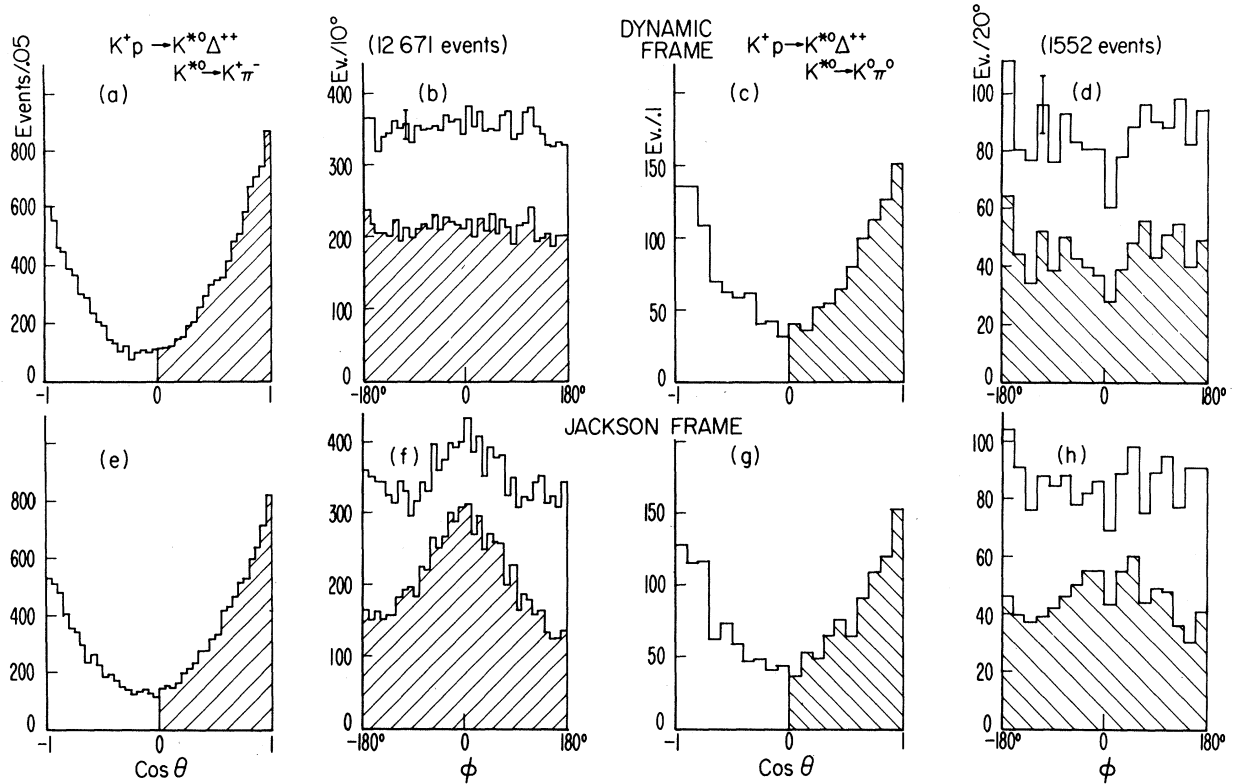 K⁺p → K*⁰Δ⁺⁺
K*⁰ → K⁺π⁻
(12 671 events)
DYNAMIC
FRAME
K⁺p → K*⁰Δ⁺⁺
K*⁰ → K⁰π⁰
(1552 events)
(a)
Events/.05
800
600
400
200
0
-1 0 1
(b)
Ev./10°
400
300
200
100
0
-180° 0 180°
(c)
Ev./.1
150
100
50
0
-1 0 1
(d)
Ev./20°
100
80
60
40
20
0
-180° 0 180°
JACKSON FRAME
(e)
800
600
400
200
0
-1 0 1
Cos θ
(f)
400
300
200
100
0
-180° 0 180°
ϕ
(g)
150
100
50
0
-1 0 1
Cos θ
(h)
100
80
60
40
20
0
-180° 0 180°
ϕ